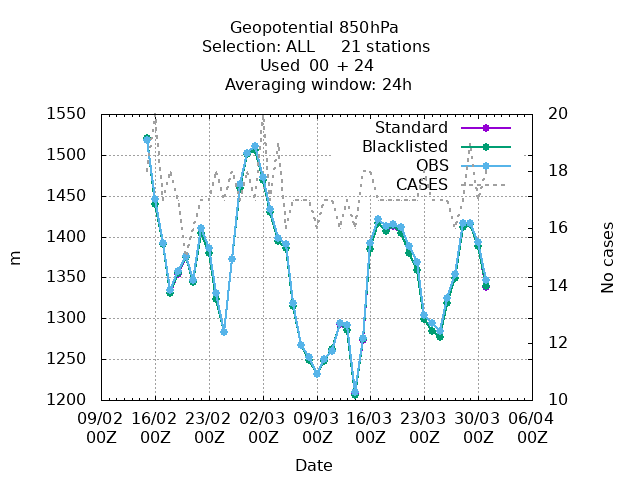 Geopotential 850hPa
Selection: ALL 21 stations
Used 00 + 24
Averaging window: 24h
1550 20
Standard
1500 Blacklisted 18
OBS
1450 CASES
1400 16
1350 14
1300
1250 12
1200 10
m
No cases
09/02 16/02 23/02 02/03 09/03 16/03 23/03 30/03 06/04
00Z 00Z 00Z 00Z 00Z 00Z 00Z 00Z 00Z
Date